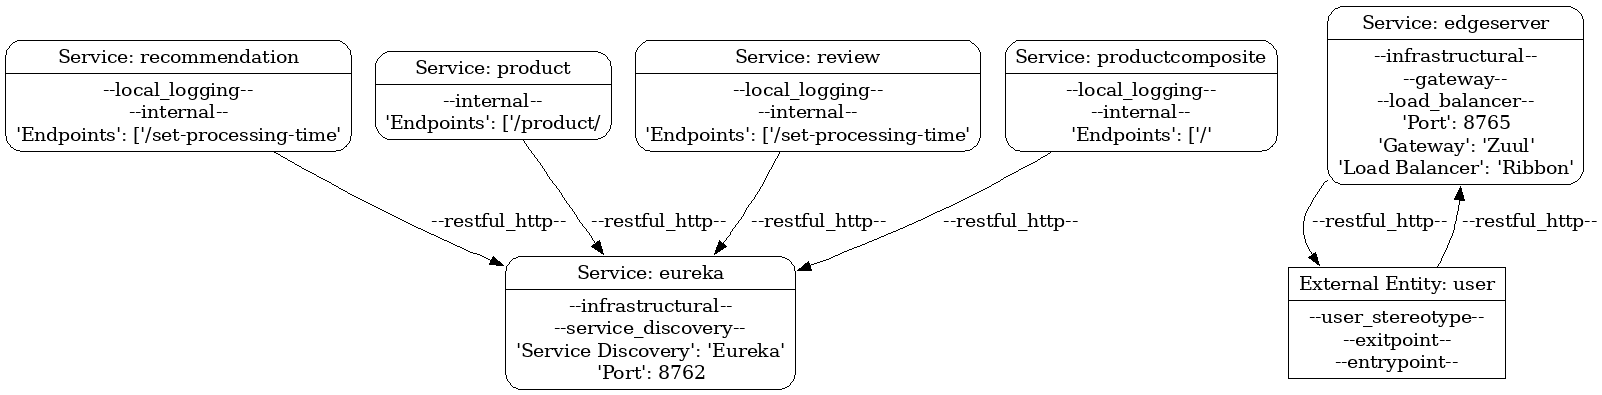 Service: recommendation
--local_logging--
--internal--
'Endpoints': ['/set-processing-time'
Service: product
--internal--
'Endpoints': ['/product/
Service: review
--local_logging--
--internal--
'Endpoints': ['/set-processing-time'
Service: productcomposite
--local_logging--
--internal--
'Endpoints': ['/'
Service: edgeserver
--infrastructural--
--gateway--
--load_balancer--
'Port': 8765
'Gateway': 'Zuul'
'Load Balancer': 'Ribbon'
--restful_http--
--restful_http--
--restful_http--
--restful_http--
--restful_http--
--restful_http--
Service: eureka
--infrastructural--
--service_discovery--
'Service Discovery': 'Eureka'
'Port': 8762
External Entity: user
--user_stereotype--
--exitpoint--
--entrypoint--